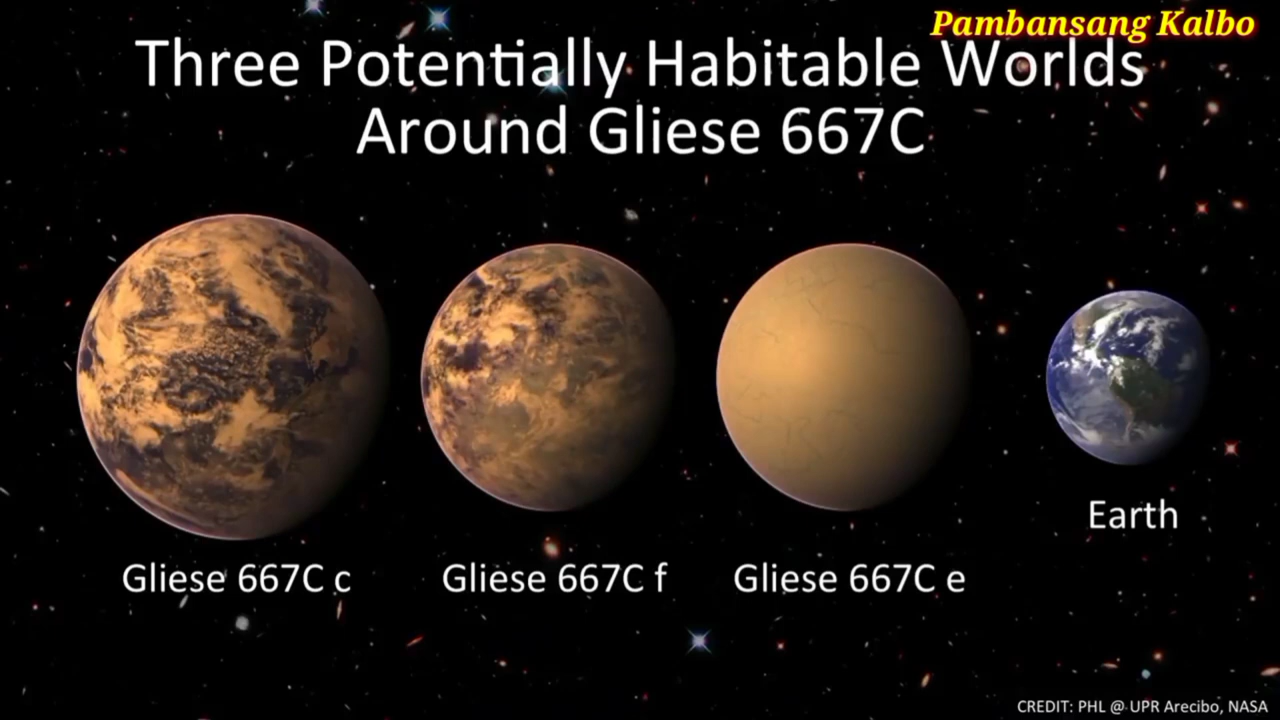 Pambansang Kalbo
Three Potentially Habitable Worlds
Around Gliese 667C
Earth
Gliese 667C c
Gliese 667C f
Gliese 667C e
CREDIT: PHL @ UPR Arecibo, NASA